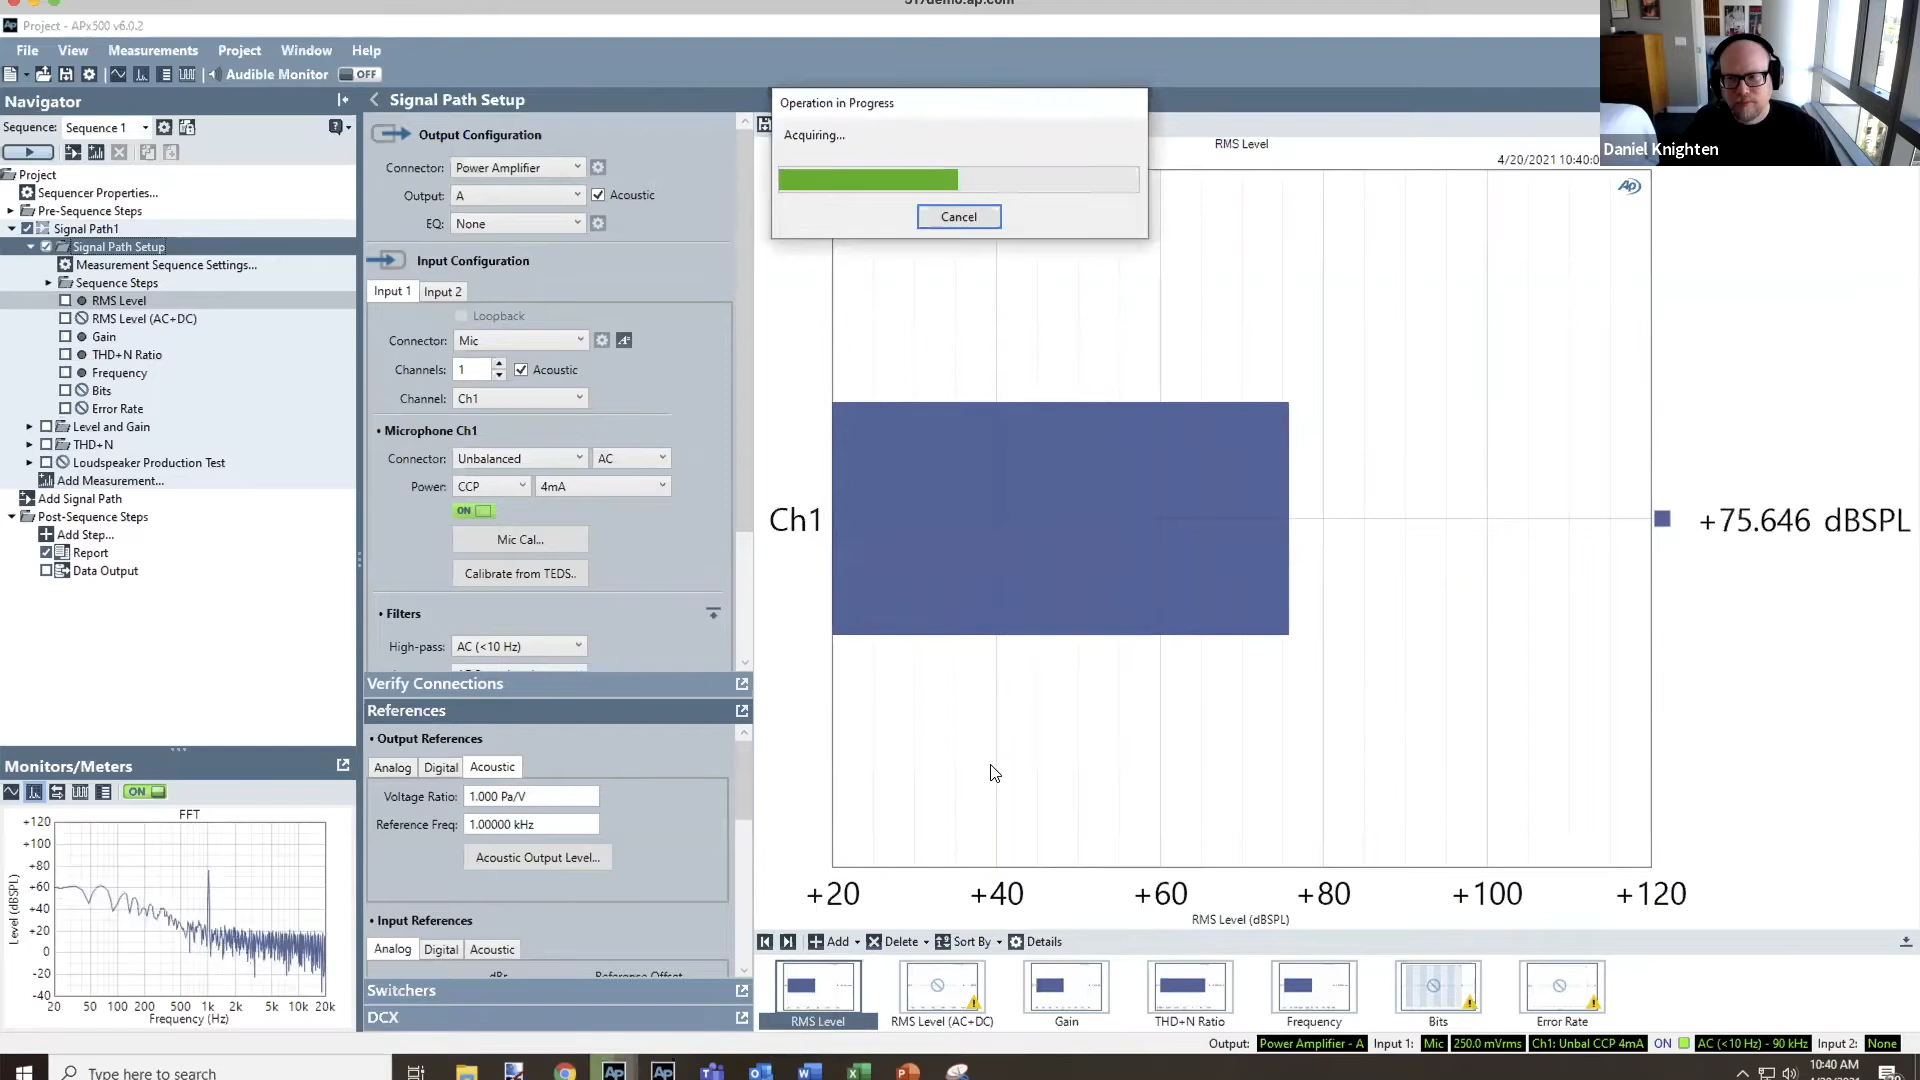 517demo.ap.com
Project - APx500 v6.0.2
File View Measurements Project Window Help
Audible Monitor OFF
Navigator
Sequence: Sequence 1
Project
Sequencer Properties...
Pre-Sequence Steps
Signal Path1
Signal Path Setup
Measurement Sequence Settings...
Sequence Steps
RMS Level
RMS Level (AC+DC)
Gain
THD+N Ratio
Frequency
Bits
Error Rate
Level and Gain
THD+N
Loudspeaker Production Test
Add Measurement...
Add Signal Path
Post-Sequence Steps
Add Step...
Report
Data Output
Monitors/Meters
ON
FFT
+120
+100
+80
+60
+40
+20
0
-20
-40
Level (dBSPL)
20 50 100 200 500 1k 2k 5k 10k 20k
Frequency (Hz)
Signal Path Setup
Output Configuration
Connector: Power Amplifier
Output: A Acoustic
EQ: None
Input Configuration
Input 1 Input 2
Loopback
Connector: Mic
Channels: 1 Acoustic
Channel: Ch1
Microphone Ch1
Connector: Unbalanced AC
Power: CCP 4mA
ON
Mic Cal...
Calibrate from TEDS..
Filters
High-pass: AC (<10 Hz)
Verify Connections
References
Output References
Analog Digital Acoustic
Voltage Ratio: 1.000 Pa/V
Reference Freq: 1.00000 kHz
Acoustic Output Level...
Input References
Analog Digital Acoustic
dBr Reference Offset
Switchers
DCX
Operation in Progress
Acquiring...
Cancel
RMS Level
4/20/2021 10:40:0
AP
Ch1
+75.646 dBSPL
+20 +40 +60 +80 +100 +120
RMS Level (dBSPL)
Add Delete Sort By Details
RMS Level RMS Level (AC+DC) Gain THD+N Ratio Frequency Bits Error Rate
Output: Power Amplifier - A Input 1: Mic 250.0 mVrms Ch1: Unbal CCP 4mA ON AC (<10 Hz) - 90 kHz Input 2: None
Type here to search
10:40 AM
Daniel Knighten